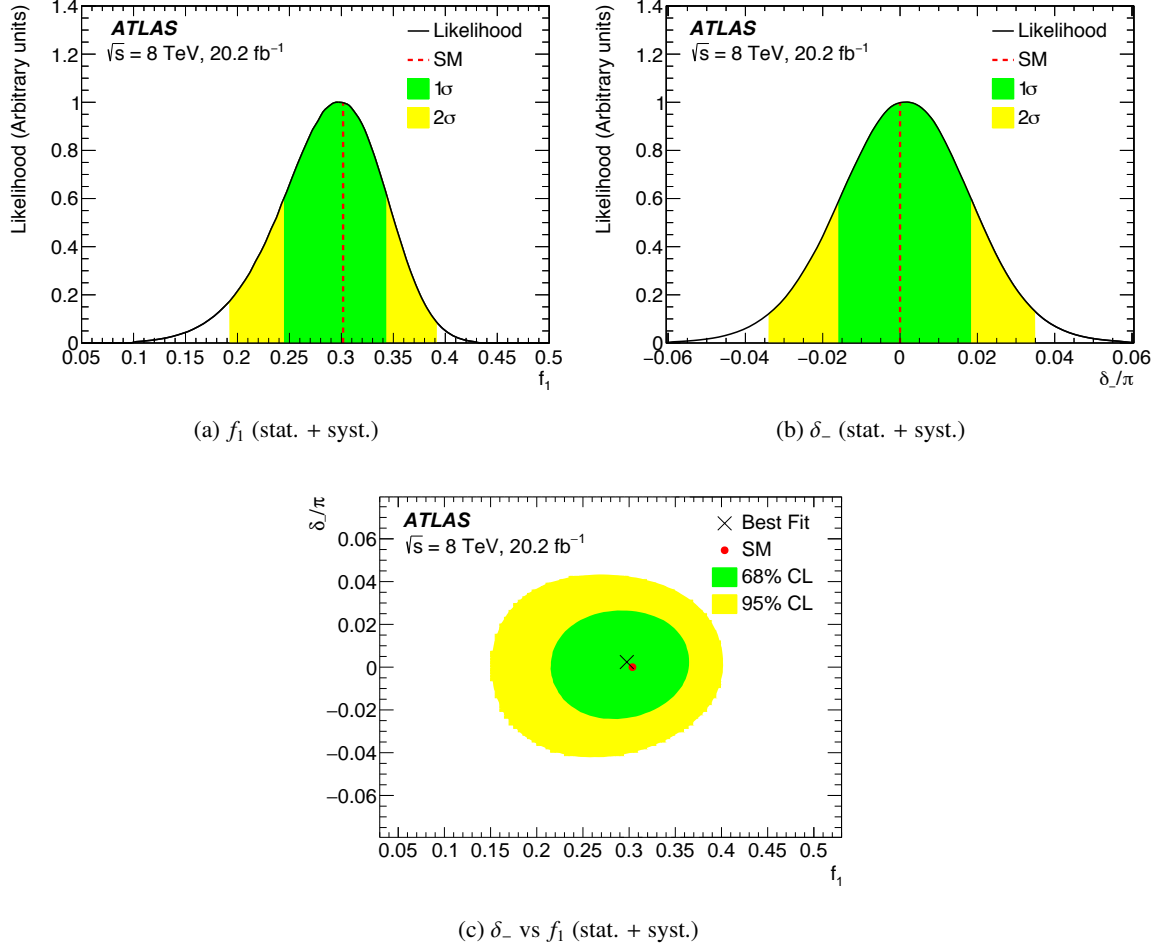 Likelihood (Arbitrary units)
1.4
1.2
1
0.8
0.6
0.4
0.2
0
ATLAS
√s = 8 TeV, 20.2 fb⁻¹
Likelihood
SM
1σ
2σ
0.05 0.1 0.15 0.2 0.25 0.3 0.35 0.4 0.45 0.5
f₁
(a) f₁ (stat. + syst.)
Likelihood (Arbitrary units)
1.4
1.2
1
0.8
0.6
0.4
0.2
0
ATLAS
√s = 8 TeV, 20.2 fb⁻¹
Likelihood
SM
1σ
2σ
−0.06 −0.04 −0.02 0 0.02 0.04 0.06
δ₋/π
(b) δ₋ (stat. + syst.)
δ₋/π
0.06
0.04
0.02
0
−0.02
−0.04
−0.06
ATLAS
√s = 8 TeV, 20.2 fb⁻¹
Best Fit
SM
68% CL
95% CL
0.05 0.1 0.15 0.2 0.25 0.3 0.35 0.4 0.45 0.5
f₁
(c) δ₋ vs f₁ (stat. + syst.)